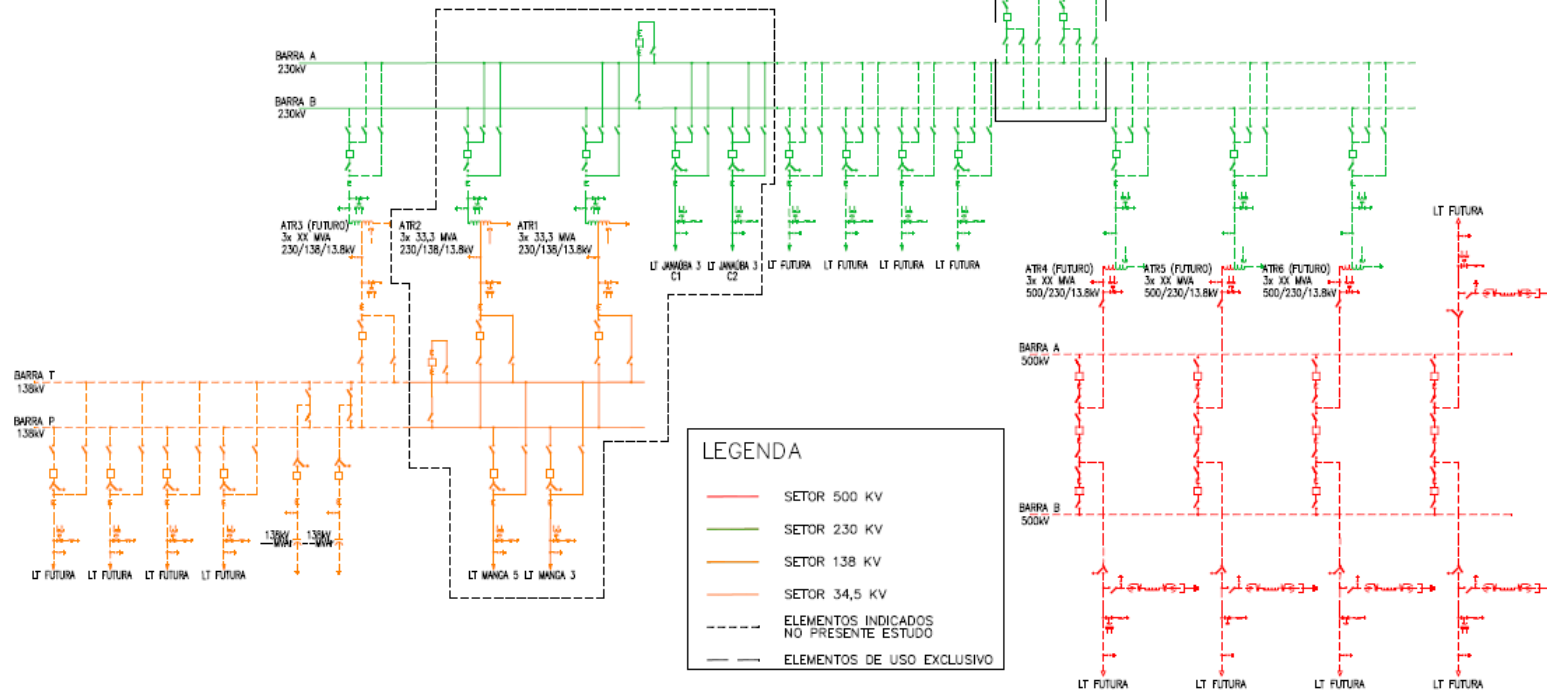 BARRA A
230kV
BARRA B
230kV
ATR3 (FUTURO)
3x XX MVA
230/138/13.8kV
ATR2
3x 33,3 MVA
230/138/13.8kV
ATR1
3x 33,3 MVA
230/138/13.8kV
LT JANAÚBA 3
C1
LT JANAÚBA 3
C2
LT FUTURA
LT FUTURA
LT FUTURA
LT FUTURA
LT FUTURA
ATR4 (FUTURO)
3x XX MVA
500/230/13.8kV
ATR5 (FUTURO)
3x XX MVA
500/230/13.8kV
ATR6 (FUTURO)
3x XX MVA
500/230/13.8kV
BARRA A
500kV
BARRA B
500kV
BARRA T
138kV
BARRA P
138kV
138kV
MVAr
138kV
MVAr
LT FUTURA
LT FUTURA
LT FUTURA
LT FUTURA
LT MANGA 5
LT MANGA 3
LEGENDA
SETOR 500 KV
SETOR 230 KV
SETOR 138 KV
SETOR 34,5 KV
ELEMENTOS INDICADOS
NO PRESENTE ESTUDO
ELEMENTOS DE USO EXCLUSIVO
LT FUTURA
LT FUTURA
LT FUTURA
LT FUTURA